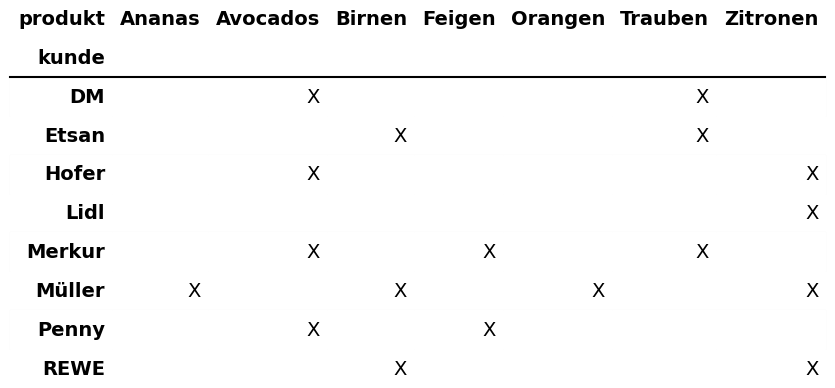 produkt Ananas Avocados Birnen Feigen Orangen Trauben Zitronen
kunde
DM X X
Etsan X X
Hofer X X
Lidl X
Merkur X X X
Müller X X X X
Penny X X
REWE X X